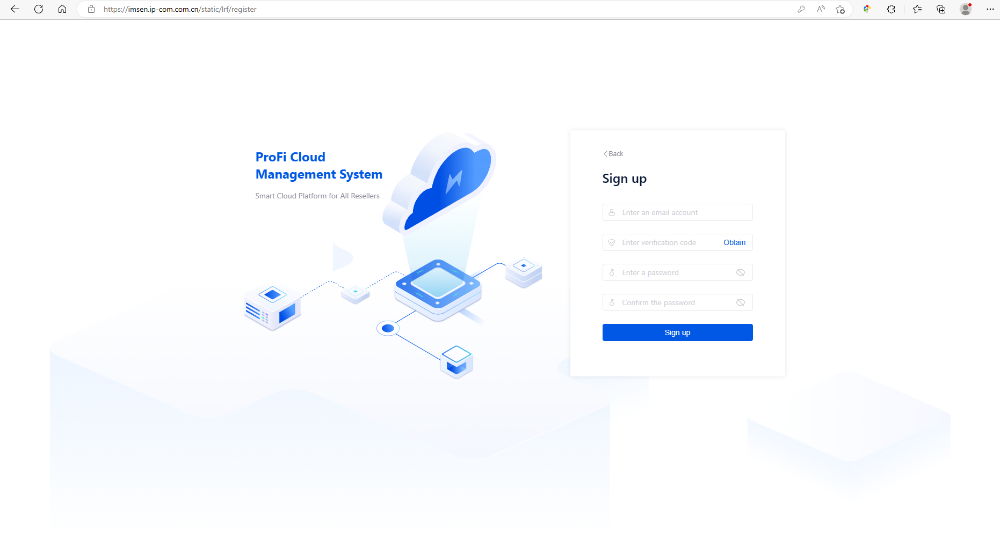 https://imsen.ip-com.com.cn/static/lrf/register
ProFi Cloud
Management System
Smart Cloud Platform for All Resellers
Back
Sign up
Enter an email account
Enter verification code Obtain
Enter a password
Confirm the password
Sign up